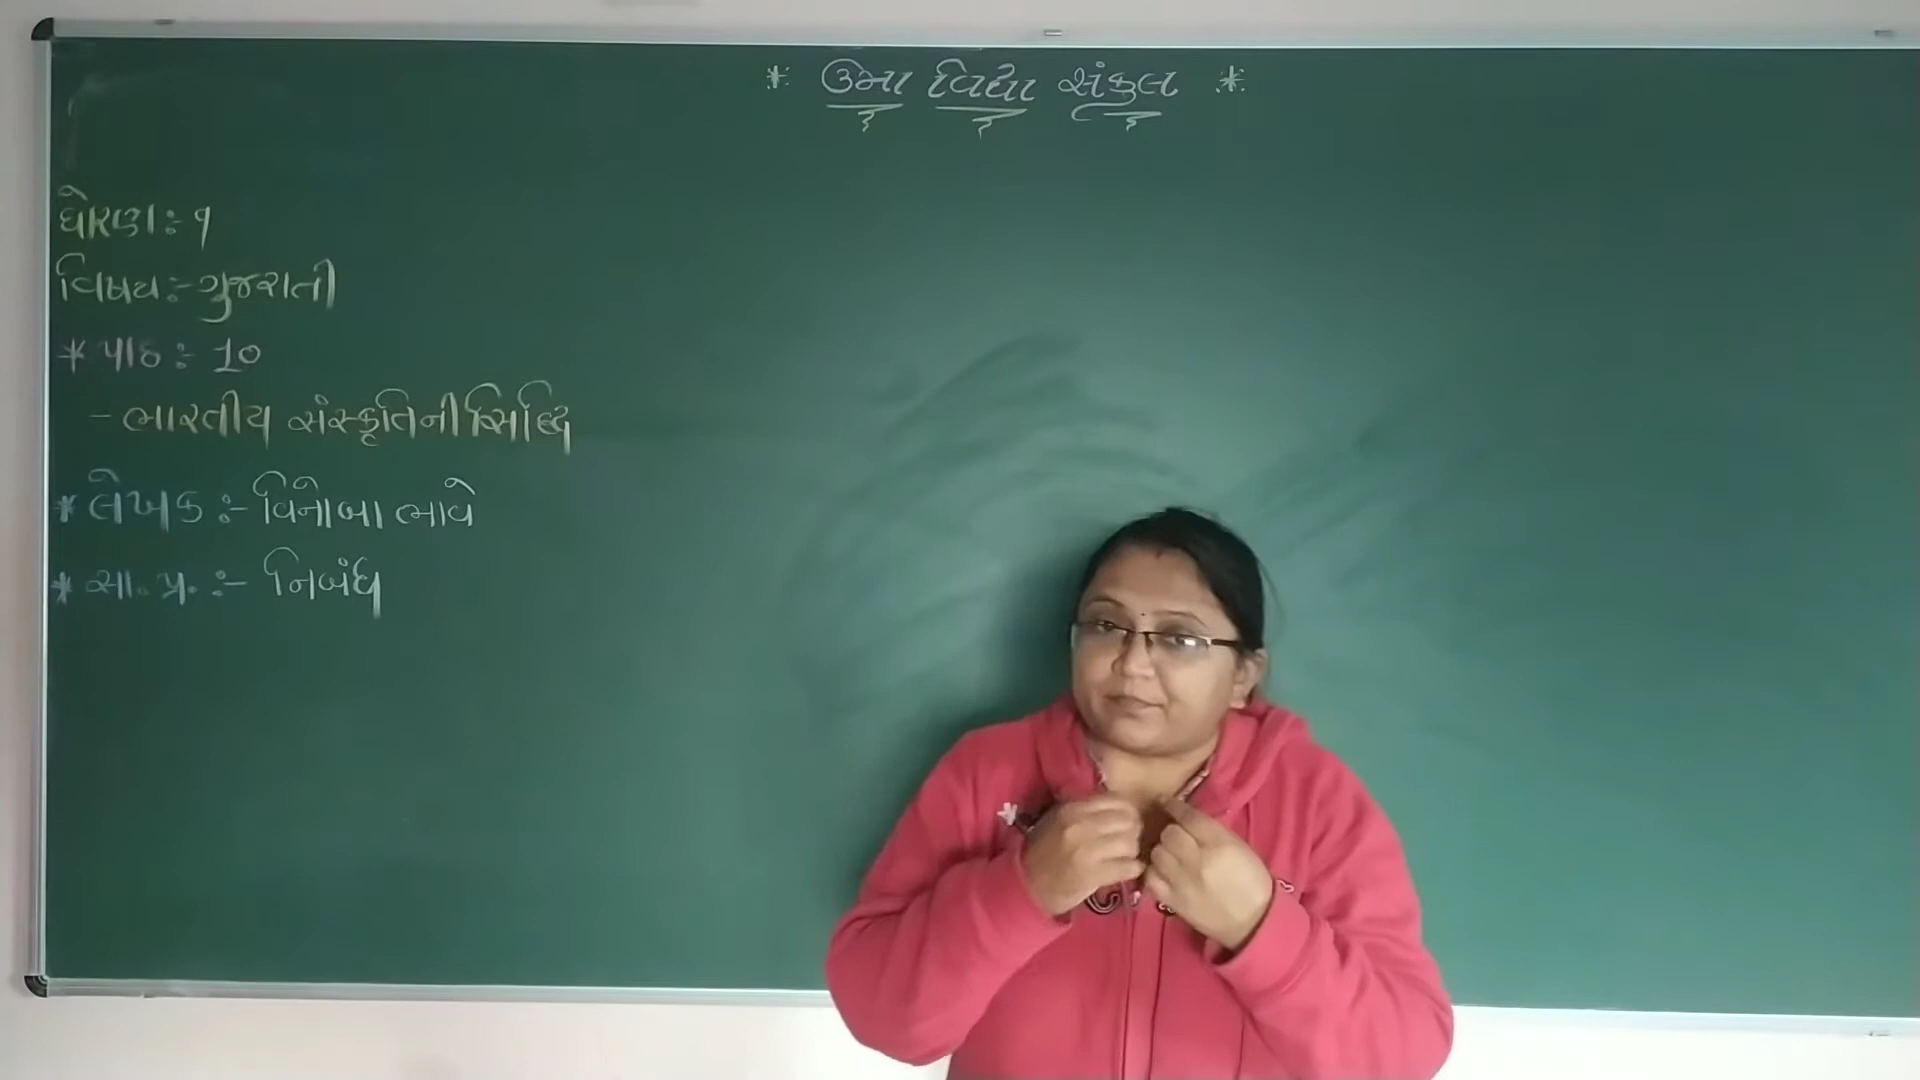 * ઉમા વિદ્યા સંકુલ *
ધોરણ :- ૧
વિષય :- ગુજરાતી
* પાઠ :- 10
- ભારતીય સંસ્કૃતિની સિદ્ધિ
* લેખક :- વિનોબા ભાવે
* સા. પ્ર. :- નિબંધ